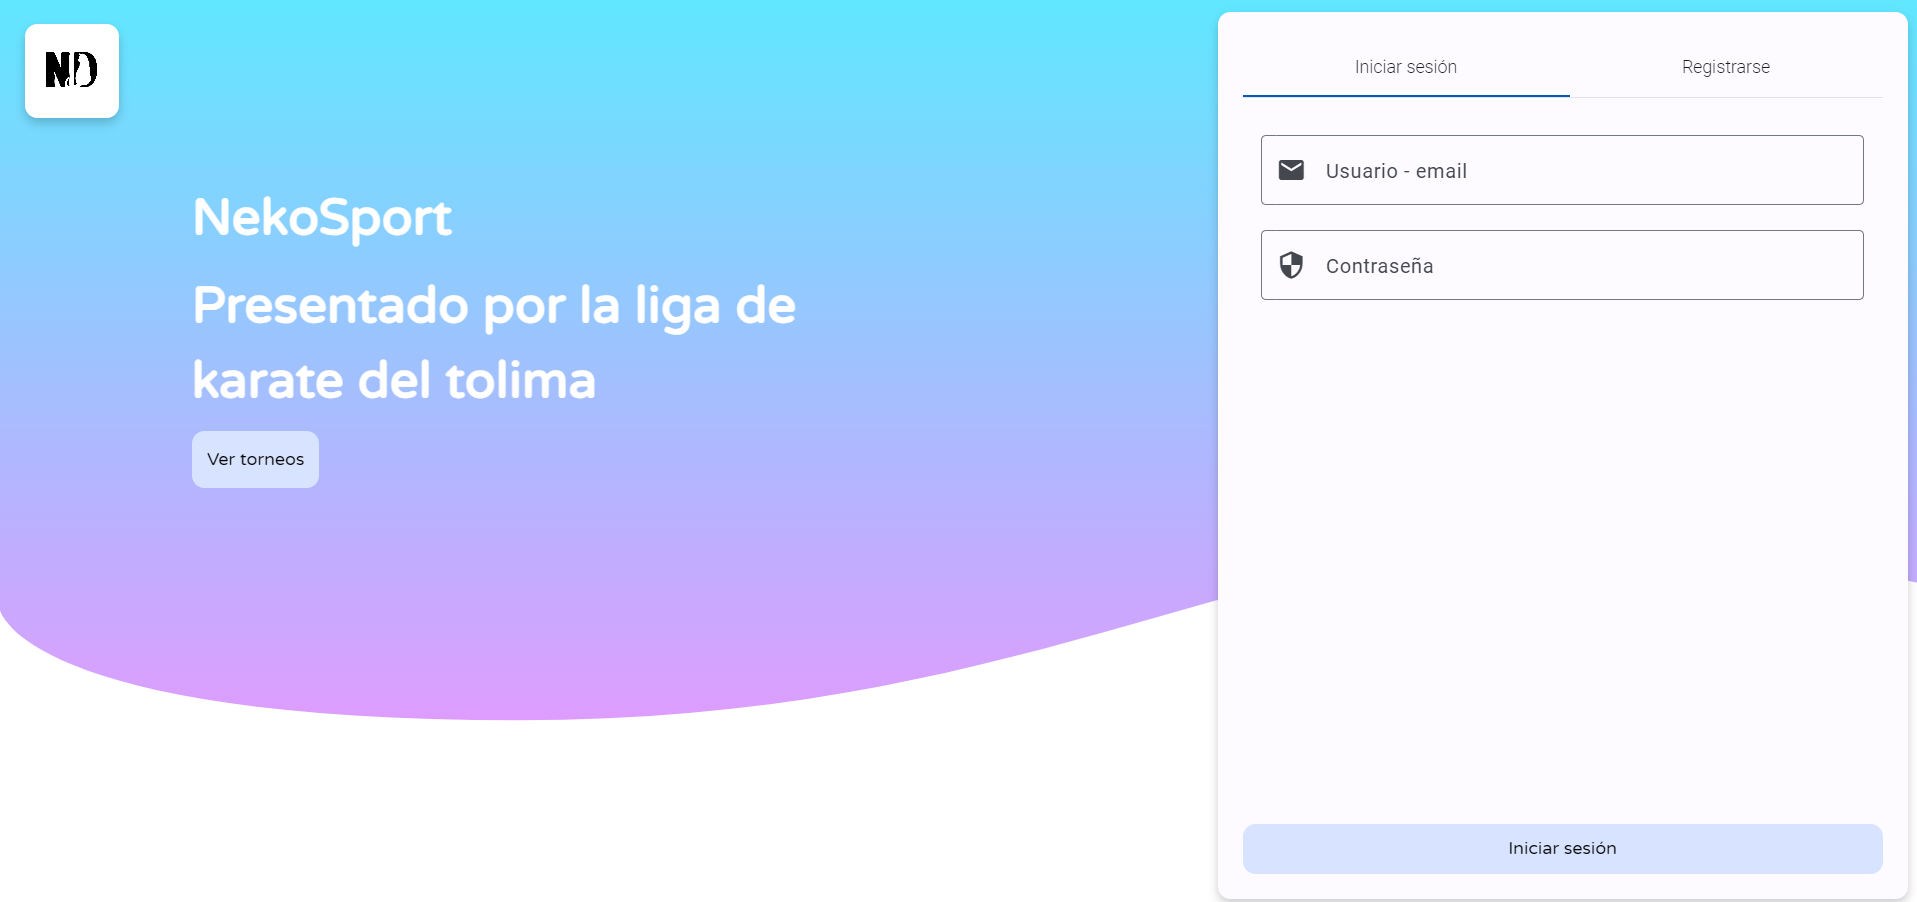 ND
NekoSport
Presentado por la liga de
karate del tolima
Ver torneos
Iniciar sesión
Registrarse
Usuario - email
Contraseña
Iniciar sesión